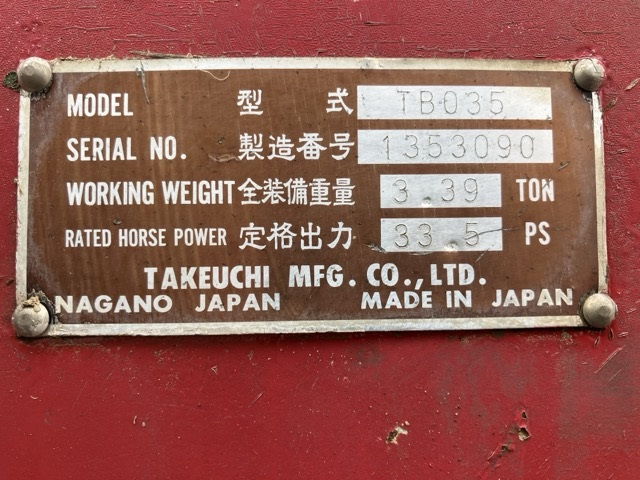 MODEL 型式 TB035
SERIAL NO. 製造番号 1353090
WORKING WEIGHT 全装備重量 3.39 TON
RATED HORSE POWER 定格出力 33.5 PS
TAKEUCHI MFG. CO., LTD.
NAGANO JAPAN MADE IN JAPAN